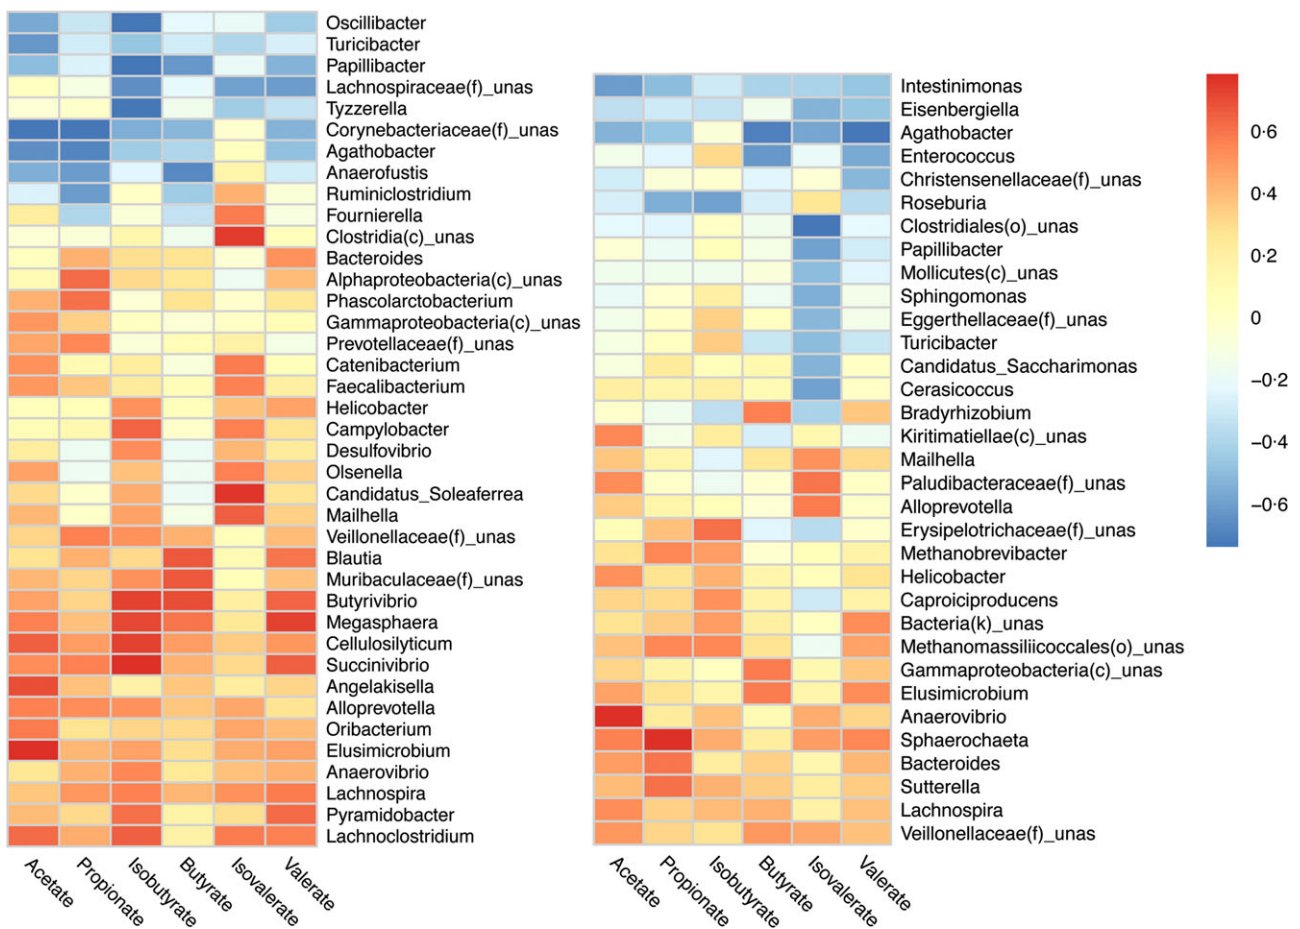 Oscillibacter
Turicibacter
Papillibacter
Lachnospiraceae(f)_unas
Tyzzerella
Corynebacteriaceae(f)_unas
Agathobacter
Anaerofustis
Ruminiclostridium
Fournierella
Clostridia(c)_unas
Bacteroides
Alphaproteobacteria(c)_unas
Phascolarctobacterium
Gammaproteobacteria(c)_unas
Prevotellaceae(f)_unas
Catenibacterium
Faecalibacterium
Helicobacter
Campylobacter
Desulfovibrio
Olsenella
Candidatus_Soleaferrea
Mailhella
Veillonellaceae(f)_unas
Blautia
Muribaculaceae(f)_unas
Butyrivibrio
Megasphaera
Cellulosilyticum
Succinivibrio
Angelakisella
Alloprevotella
Oribacterium
Elusimicrobium
Anaerovibrio
Lachnospira
Pyramidobacter
Lachnoclostridium
Acetate
Propionate
Isobutyrate
Butyrate
Isovalerate
Valerate
Intestinimonas
Eisenbergiella
Agathobacter
Enterococcus
Christensenellaceae(f)_unas
Roseburia
Clostridiales(o)_unas
Papillibacter
Mollicutes(c)_unas
Sphingomonas
Eggerthellaceae(f)_unas
Turicibacter
Candidatus_Saccharimonas
Cerasicoccus
Bradyrhizobium
Kiritimatiellae(c)_unas
Mailhella
Paludibacteraceae(f)_unas
Alloprevotella
Erysipelotrichaceae(f)_unas
Methanobrevibacter
Helicobacter
Caproiciproducens
Bacteria(k)_unas
Methanomassiliicoccales(o)_unas
Gammaproteobacteria(c)_unas
Elusimicrobium
Anaerovibrio
Sphaerochaeta
Bacteroides
Sutterella
Lachnospira
Veillonellaceae(f)_unas
Acetate
Propionate
Isobutyrate
Butyrate
Isovalerate
Valerate
0·6
0·4
0·2
0
−0·2
−0·4
−0·6